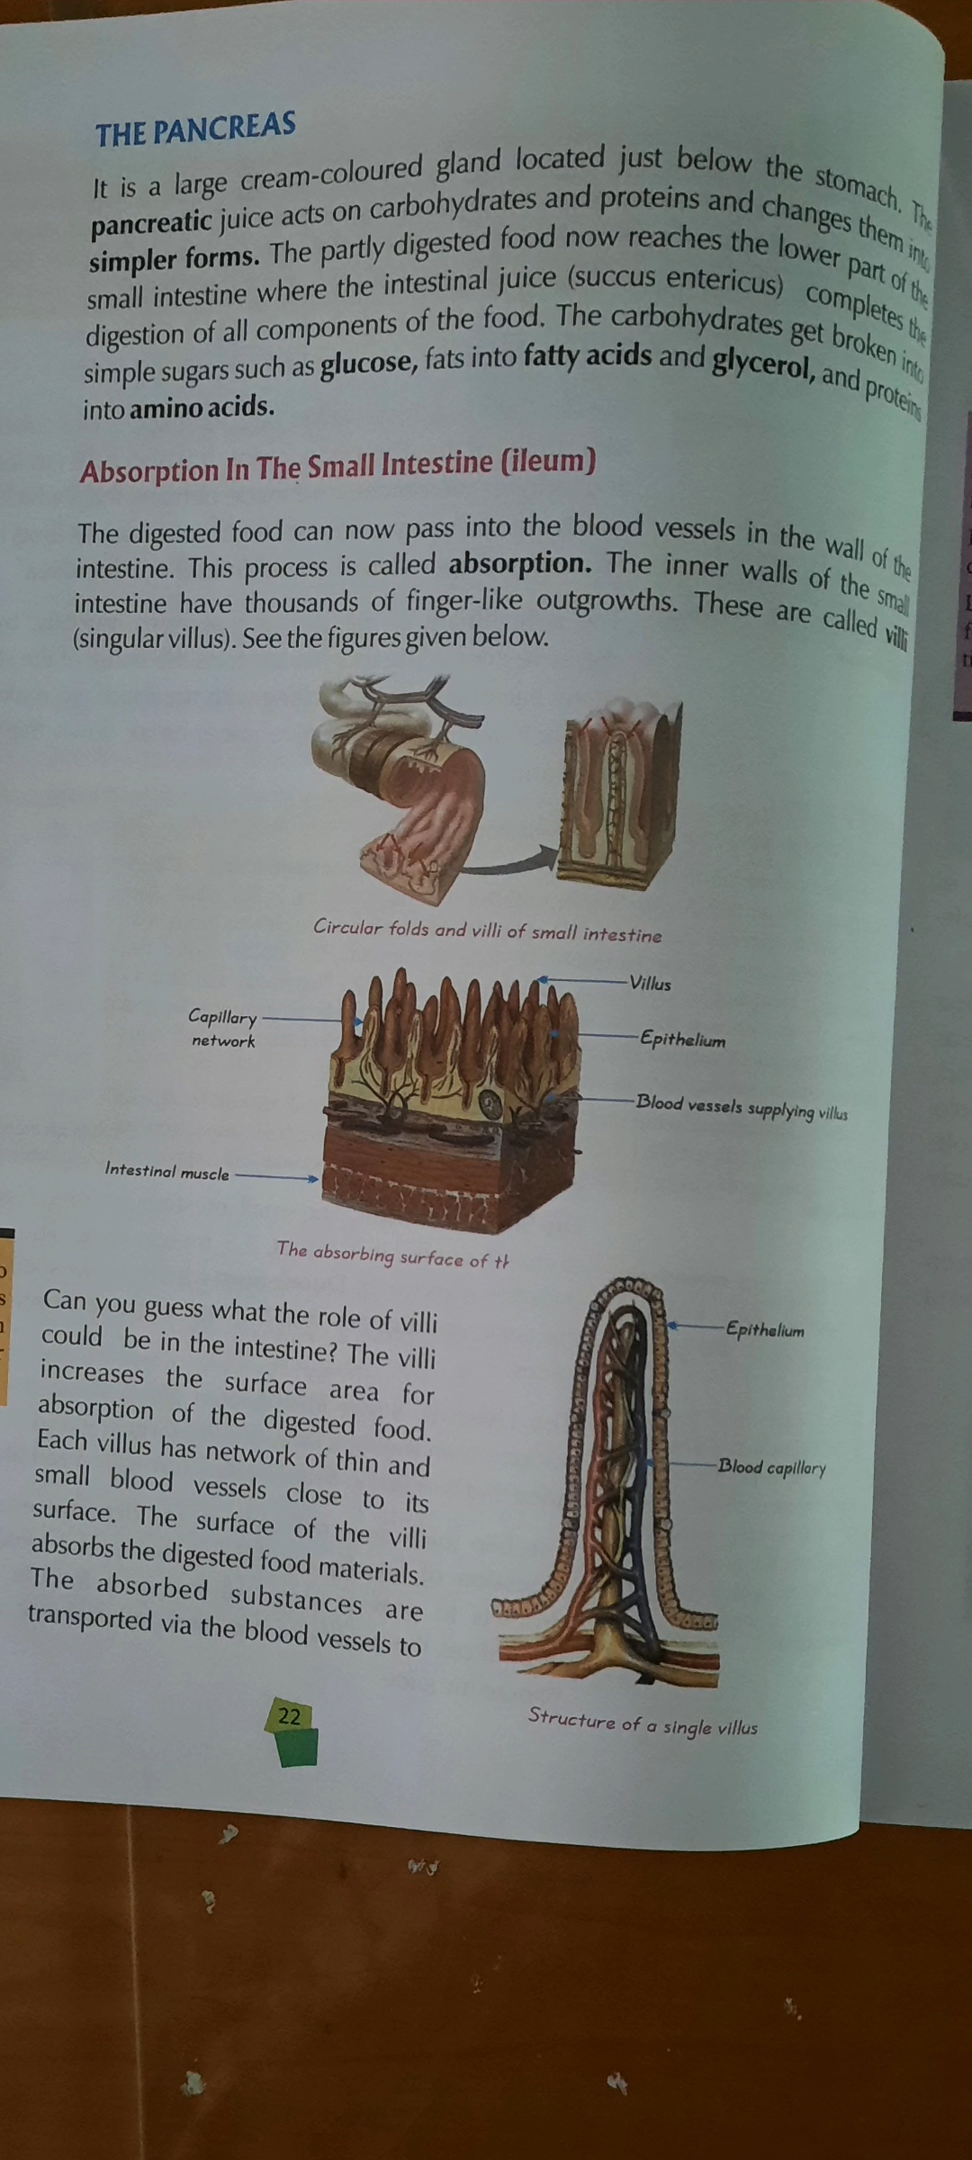 THE PANCREAS
It is a large cream-coloured gland located just below the stomach. The
pancreatic juice acts on carbohydrates and proteins and changes them into
simpler forms. The partly digested food now reaches the lower part of the
small intestine where the intestinal juice (succus entericus) completes the
digestion of all components of the food. The carbohydrates get broken into
simple sugars such as glucose, fats into fatty acids and glycerol, and proteins
into amino acids.
Absorption In The Small Intestine (ileum)
The digested food can now pass into the blood vessels in the wall of the
intestine. This process is called absorption. The inner walls of the small
intestine have thousands of finger-like outgrowths. These are called villi
(singular villus). See the figures given below.
Circular folds and villi of small intestine
Villus
Capillary
network
Epithelium
Blood vessels supplying villus
Intestinal muscle
The absorbing surface of th
Can you guess what the role of villi
could be in the intestine? The villi
increases the surface area for
absorption of the digested food.
Each villus has network of thin and
small blood vessels close to its
surface. The surface of the villi
absorbs the digested food materials.
The absorbed substances are
transported via the blood vessels to
Epithelium
Blood capillary
Structure of a single villus
22